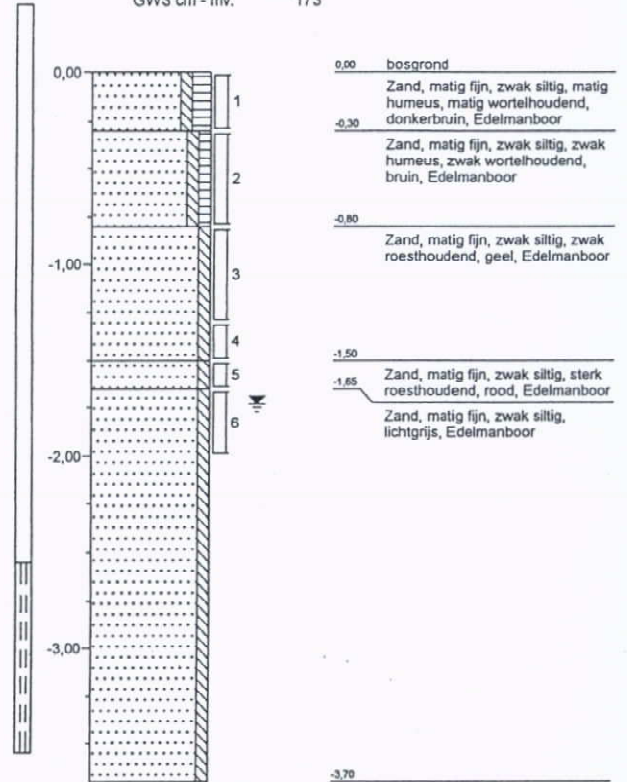 GWS cm - mv. 173
0,00
-1,00
-2,00
-3,00
1
2
3
4
5
6
0,00 bosgrond
Zand, matig fijn, zwak siltig, matig
humeus, matig wortelhoudend,
donkerbruin, Edelmanboor
-0,30
Zand, matig fijn, zwak siltig, zwak
humeus, zwak wortelhoudend,
bruin, Edelmanboor
-0,80
Zand, matig fijn, zwak siltig, zwak
roesthoudend, geel, Edelmanboor
-1,50
Zand, matig fijn, zwak siltig, sterk
-1,65 roesthoudend, rood, Edelmanboor
Zand, matig fijn, zwak siltig,
lichtgrijs, Edelmanboor
-3,70